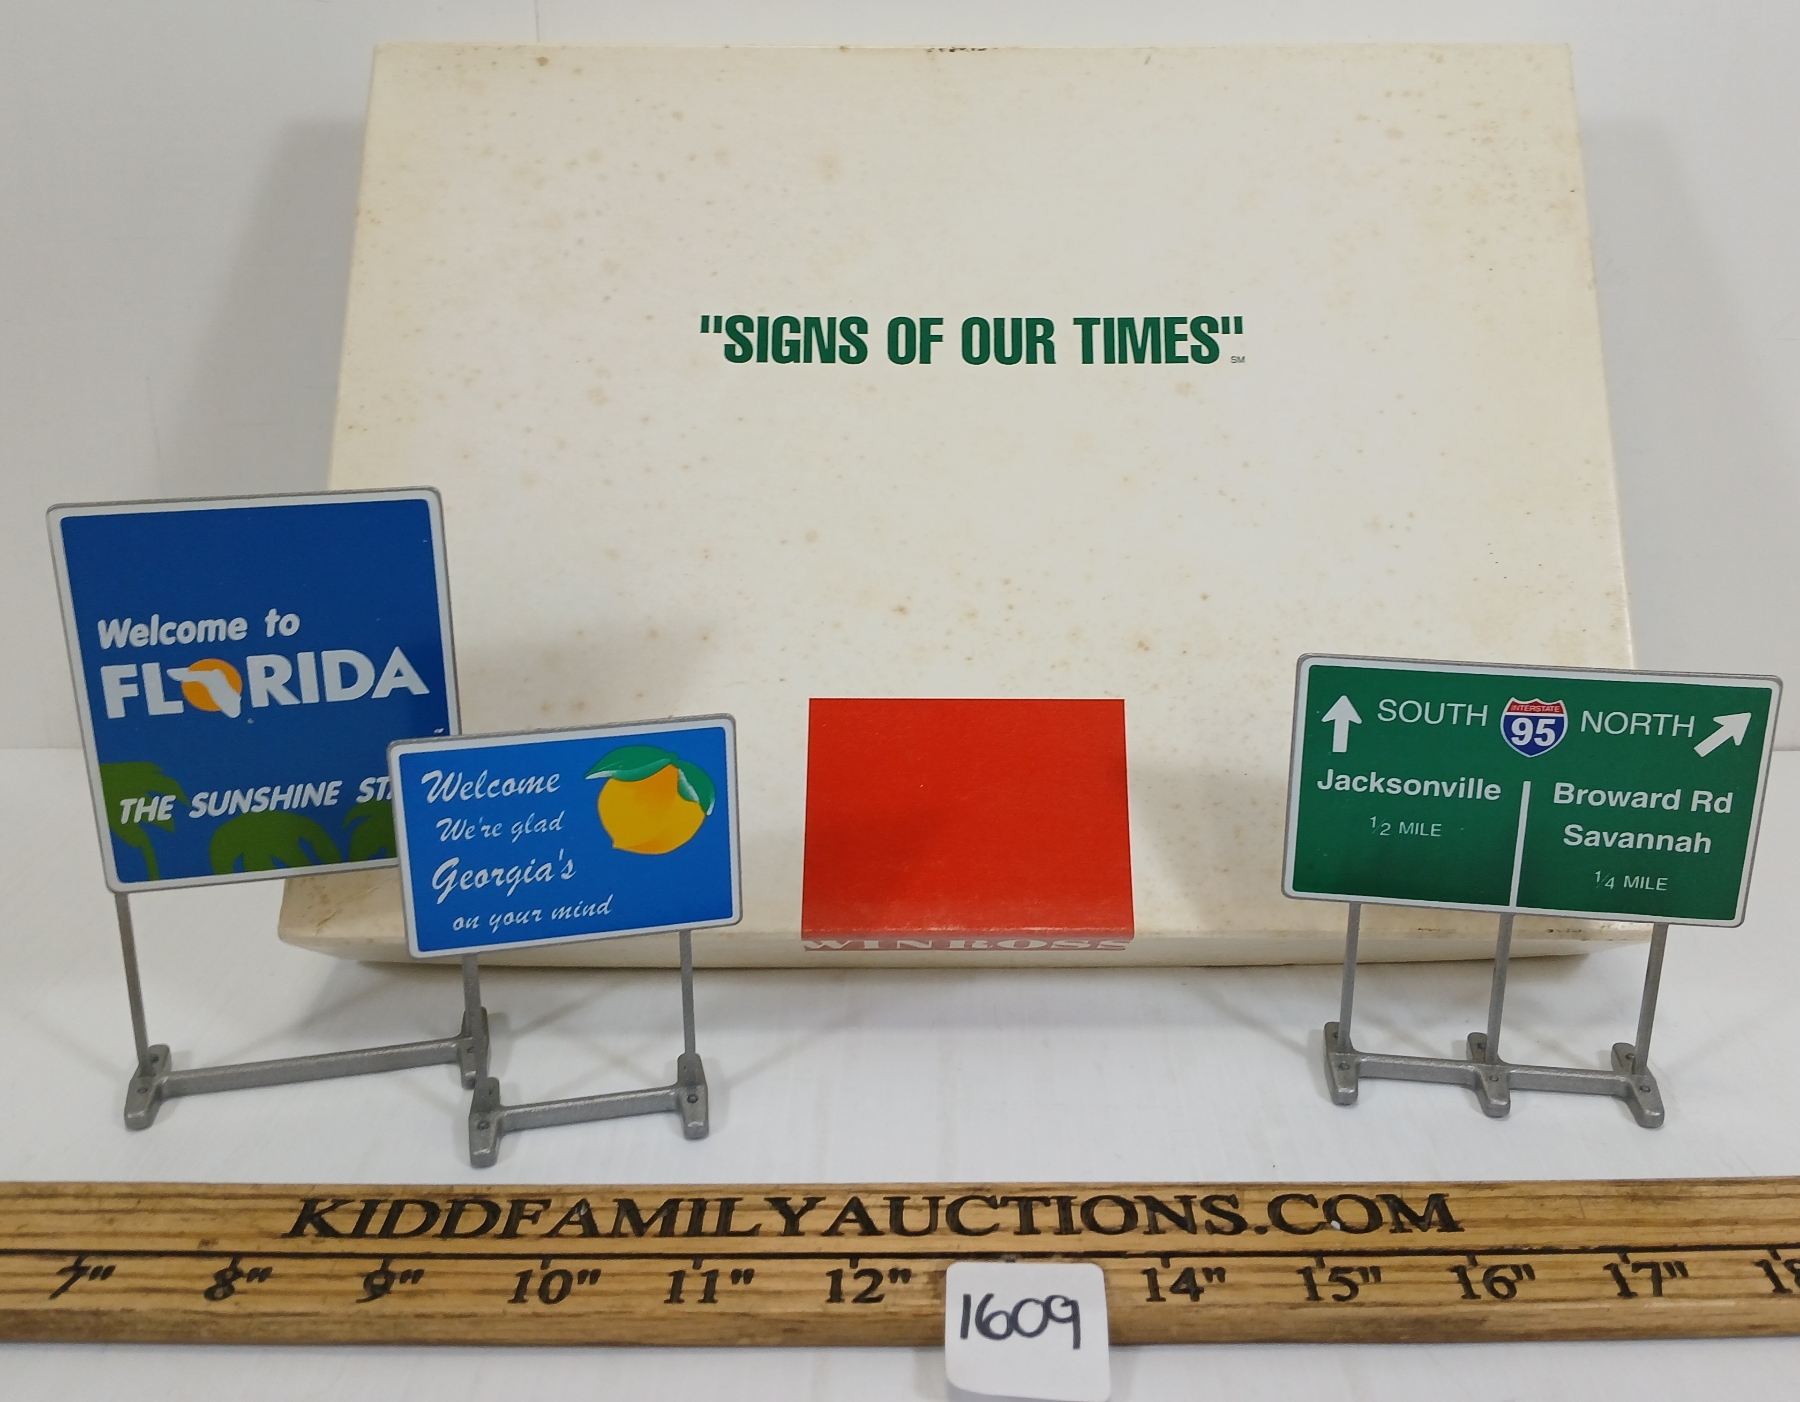 "SIGNS OF OUR TIMES" SM
WINROSS
Welcome to
FLORIDA
THE SUNSHINE STA
Welcome
We're glad
Georgia's
on your mind
SOUTH INTERSTATE 95 NORTH
Jacksonville
1/2 MILE
Broward Rd
Savannah
1/4 MILE
KIDDFAMILYAUCTIONS.COM
7" 8" 9" 10" 11" 12" 14" 15" 16" 17" 18
1609